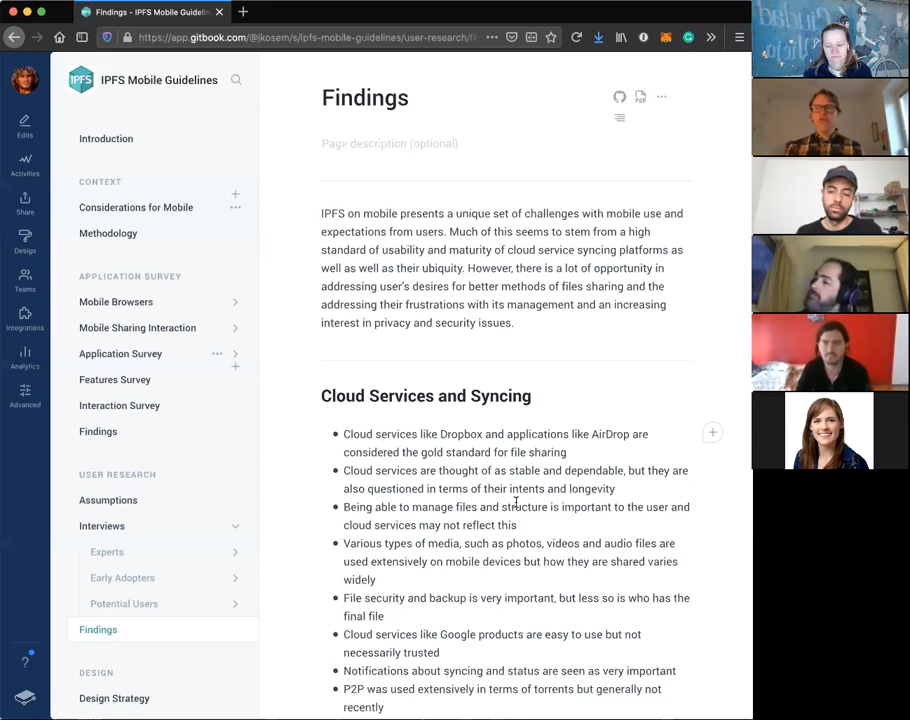 Findings - IPFS Mobile Guidelin
https://app.gitbook.com/@jkosem/s/ipfs-mobile-guidelines/user-research/fi
IPFS
IPFS Mobile Guidelines
Edits
Activities
Share
Design
Teams
Integrations
Analytics
Advanced
Introduction
CONTEXT
Considerations for Mobile
Methodology
APPLICATION SURVEY
Mobile Browsers
Mobile Sharing Interaction
Application Survey
Features Survey
Interaction Survey
Findings
USER RESEARCH
Assumptions
Interviews
Experts
Early Adopters
Potential Users
Findings
DESIGN
Design Strategy
Findings
PDF
Page description (optional)
IPFS on mobile presents a unique set of challenges with mobile use and
expectations from users. Much of this seems to stem from a high
standard of usability and maturity of cloud service syncing platforms as
well as well as their ubiquity. However, there is a lot of opportunity in
addressing user's desires for better methods of files sharing and the
addressing their frustrations with its management and an increasing
interest in privacy and security issues.
Cloud Services and Syncing
Cloud services like Dropbox and applications like AirDrop are
considered the gold standard for file sharing
Cloud services are thought of as stable and dependable, but they are
also questioned in terms of their intents and longevity
Being able to manage files and structure is important to the user and
cloud services may not reflect this
Various types of media, such as photos, videos and audio files are
used extensively on mobile devices but how they are shared varies
widely
File security and backup is very important, but less so is who has the
final file
Cloud services like Google products are easy to use but not
necessarily trusted
Notifications about syncing and status are seen as very important
P2P was used extensively in terms of torrents but generally not
recently
Ciudad